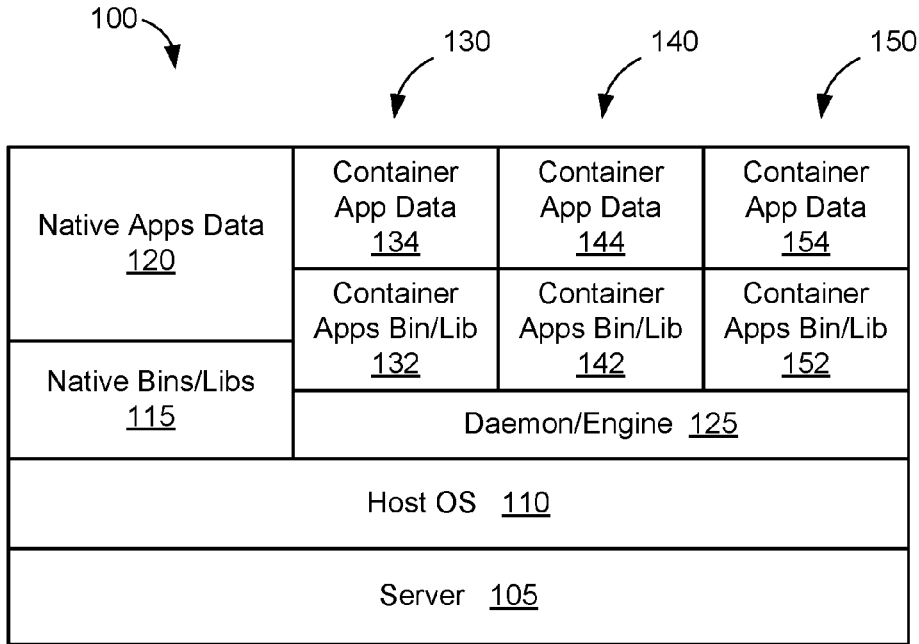 100
130
140
150
Native Apps Data
120
Container
App Data
134
Container
App Data
144
Container
App Data
154
Container
Apps Bin/Lib
132
Container
Apps Bin/Lib
142
Container
Apps Bin/Lib
152
Native Bins/Libs
115
Daemon/Engine 125
Host OS 110
Server 105